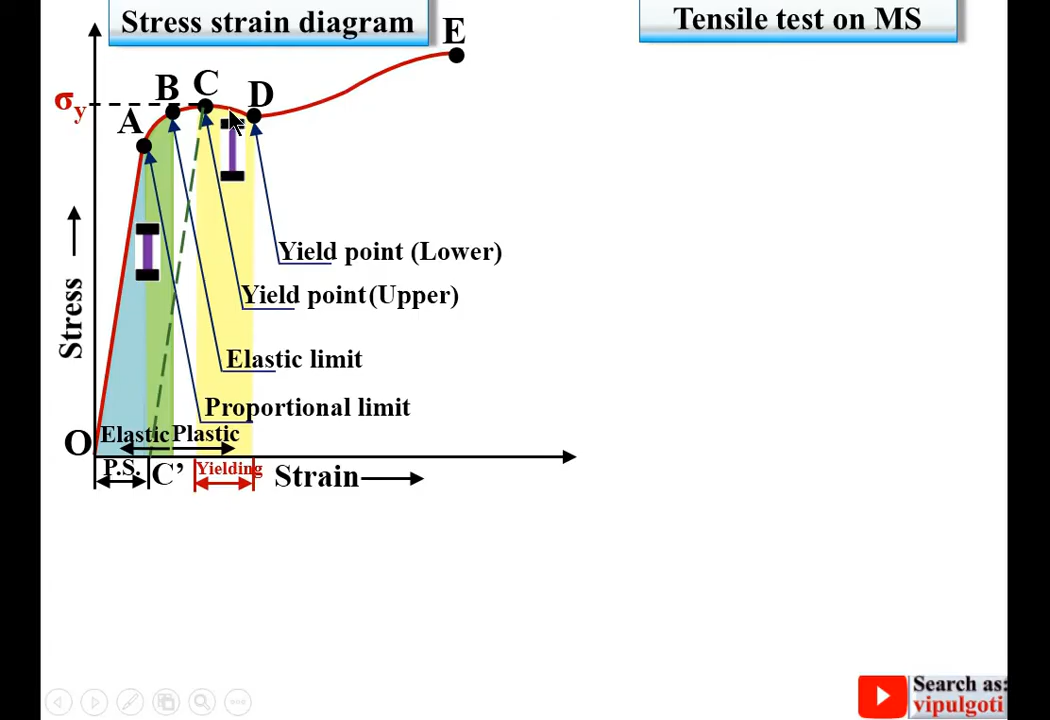 Stress strain diagram
Tensile test on MS
E
B
C
D
σy
A
Yield point (Lower)
Yield point(Upper)
Stress
Elastic limit
Proportional limit
O
Elastic
Plastic
P.S.
C’
Yielding
Strain
Search as:
vipulgoti